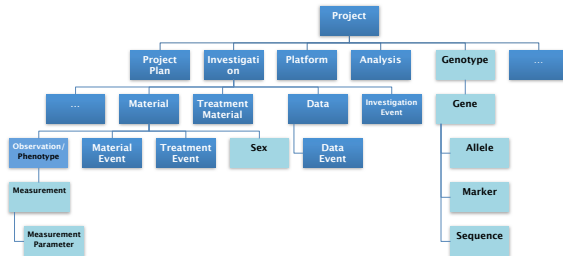 Project
Project
Plan
Investigati
on
Platform
Analysis
Genotype
...
...
Material
Treatment
Material
Data
Investigation
Event
Gene
Observation/
Phenotype
Material
Event
Treatment
Event
Sex
Data
Event
Allele
Measurement
Marker
Measurement
Parameter
Sequence